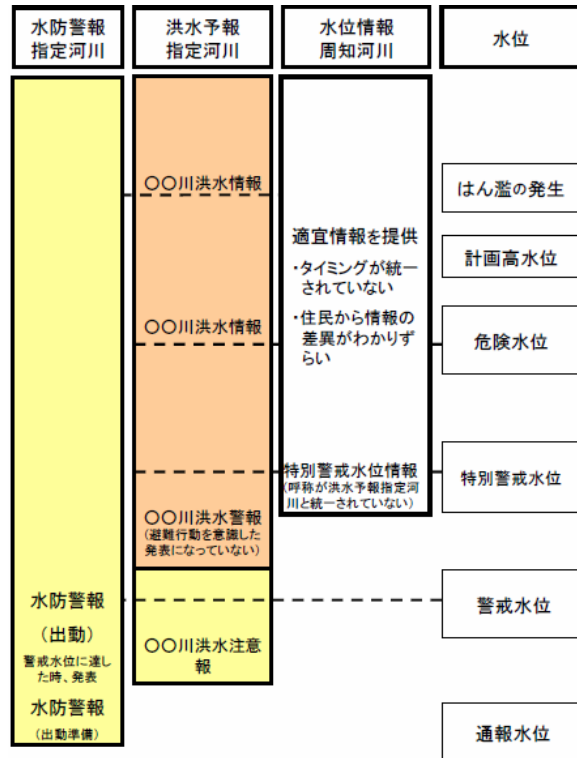 水防警報
指定河川
洪水予報
指定河川
水位情報
周知河川
水位
〇〇川洪水情報
はん濫の発生
適宜情報を提供
・タイミングが統一
されていない
計画高水位
〇〇川洪水情報
・住民から情報の
差異がわかりず
らい
危険水位
特別警戒水位情報
(呼称が洪水予報指定河
川と統一されていない)
特別警戒水位
〇〇川洪水警報
(避難行動を意識した
発表になっていない)
水防警報
(出動)
警戒水位に達し
た時、発表
警戒水位
〇〇川洪水注意
報
水防警報
(出動準備)
通報水位